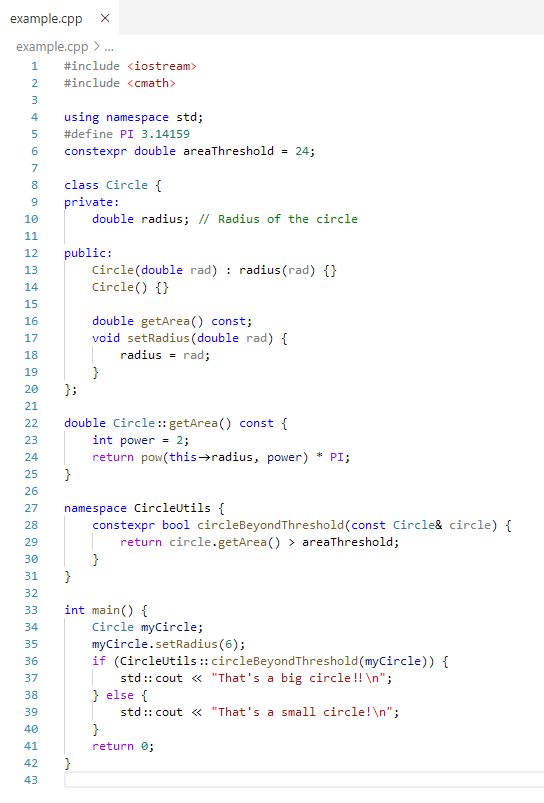 example.cpp ×
example.cpp > ...
1 #include <iostream>
2 #include <cmath>
3
4 using namespace std;
5 #define PI 3.14159
6 constexpr double areaThreshold = 24;
7
8 class Circle {
9 private:
10     double radius; // Radius of the circle
11
12 public:
13     Circle(double rad) : radius(rad) {}
14     Circle() {}
15
16     double getArea() const;
17     void setRadius(double rad) {
18         radius = rad;
19     }
20 };
21
22 double Circle::getArea() const {
23     int power = 2;
24     return pow(this->radius, power) * PI;
25 }
26
27 namespace CircleUtils {
28     constexpr bool circleBeyondThreshold(const Circle& circle) {
29         return circle.getArea() > areaThreshold;
30     }
31 }
32
33 int main() {
34     Circle myCircle;
35     myCircle.setRadius(6);
36     if (CircleUtils::circleBeyondThreshold(myCircle)) {
37         std::cout << "That's a big circle!!\n";
38     } else {
39         std::cout << "That's a small circle!\n";
40     }
41     return 0;
42 }
43